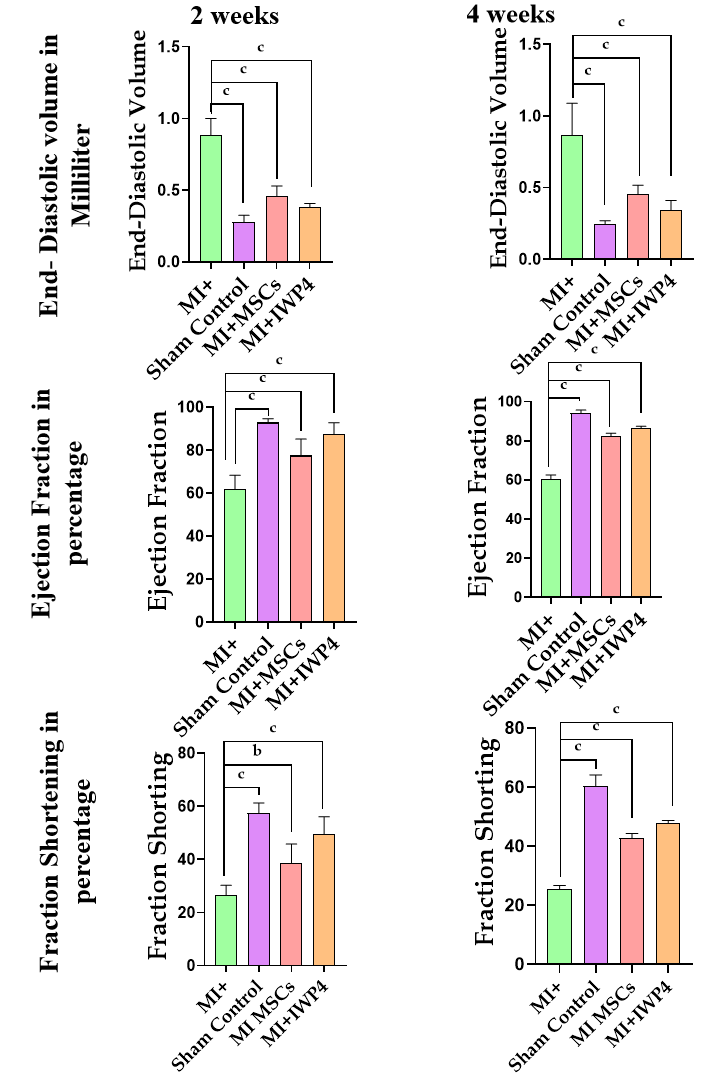 2 weeks
4 weeks
End- Diastolic volume in
Milliliter
End-Diastolic Volume
1.5
1.0
0.5
0.0
c
c
c
MI+
Sham Control
MI+MSCs
MI+IWP4
End-Diastolic Volume
1.5
1.0
0.5
0.0
c
c
c
MI+
Sham Control
MI+MSCs
MI+IWP4
Ejection Fraction in
percentage
Ejection Fraction
100
80
60
40
20
0
c
c
c
MI+
Sham Control
MI+MSCs
MI+IWP4
Ejection Fraction
100
80
60
40
20
0
c
c
c
MI+
Sham Control
MI+MSCs
MI+IWP4
Fraction Shortening in
percentage
Fraction Shorting
80
60
40
20
0
c
b
c
MI+
Sham Control
MI MSCs
MI+IWP4
Fraction Shorting
80
60
40
20
0
c
c
c
MI+
Sham Control
MI MSCs
MI+IWP4